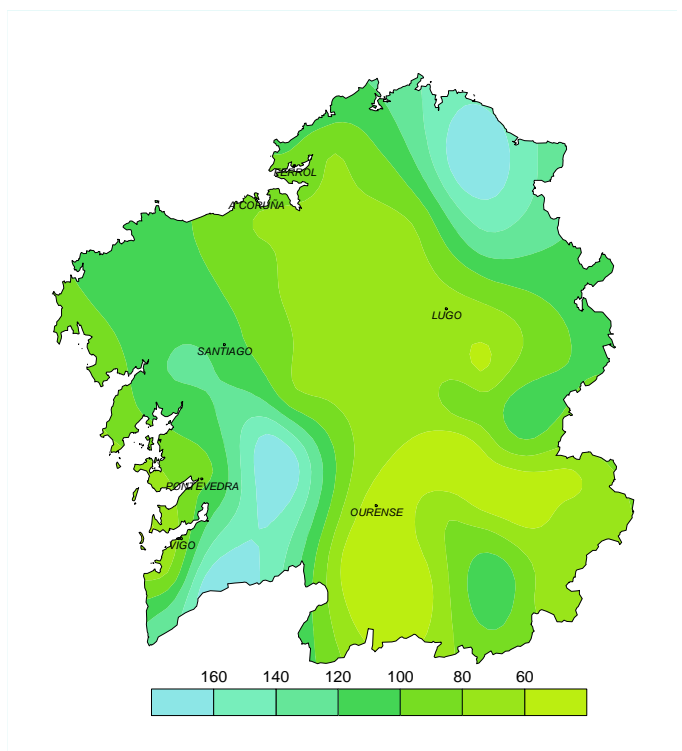 FERROL
A CORUÑA
LUGO
SANTIAGO
PONTEVEDRA
OURENSE
VIGO
160 140 120 100 80 60